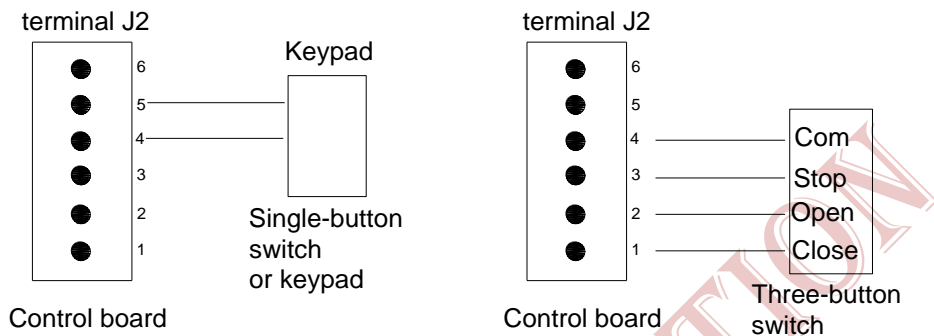 terminal J2
Keypad
6
5
4
3
2
1
Single-button
switch
or keypad
Control board
terminal J2
6
5
4
3
2
1
Com
Stop
Open
Close
Three-button
switch
Control board
TION